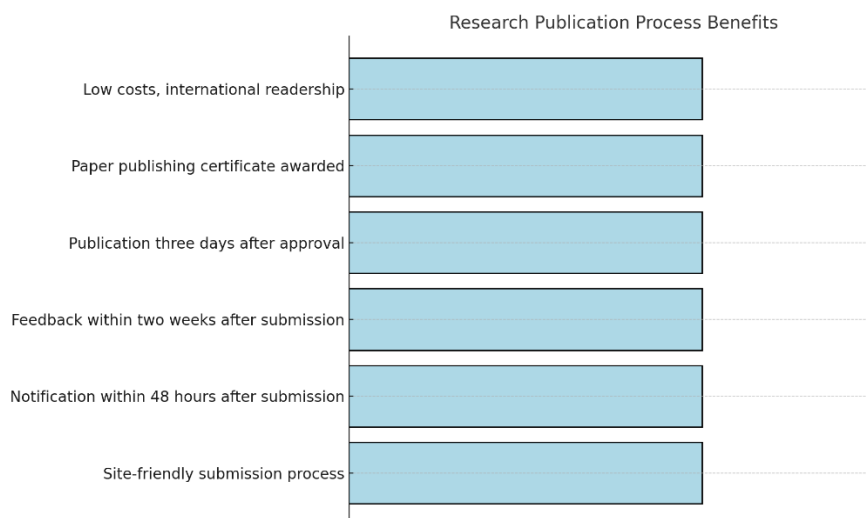 Research Publication Process Benefits
Low costs, international readership
Paper publishing certificate awarded
Publication three days after approval
Feedback within two weeks after submission
Notification within 48 hours after submission
Site-friendly submission process